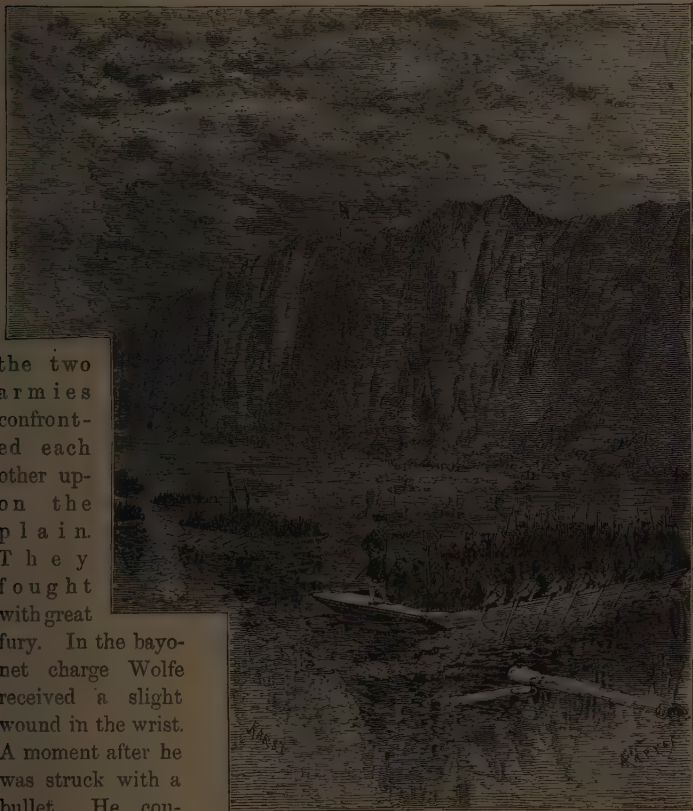 the two
armies
confront-
ed each
other up-
on the
plain.
They
fought
with great
fury. In the bayo-
net charge Wolfe
received a slight
wound in the wrist.
A moment after he
was struck with a
bullet. He con-